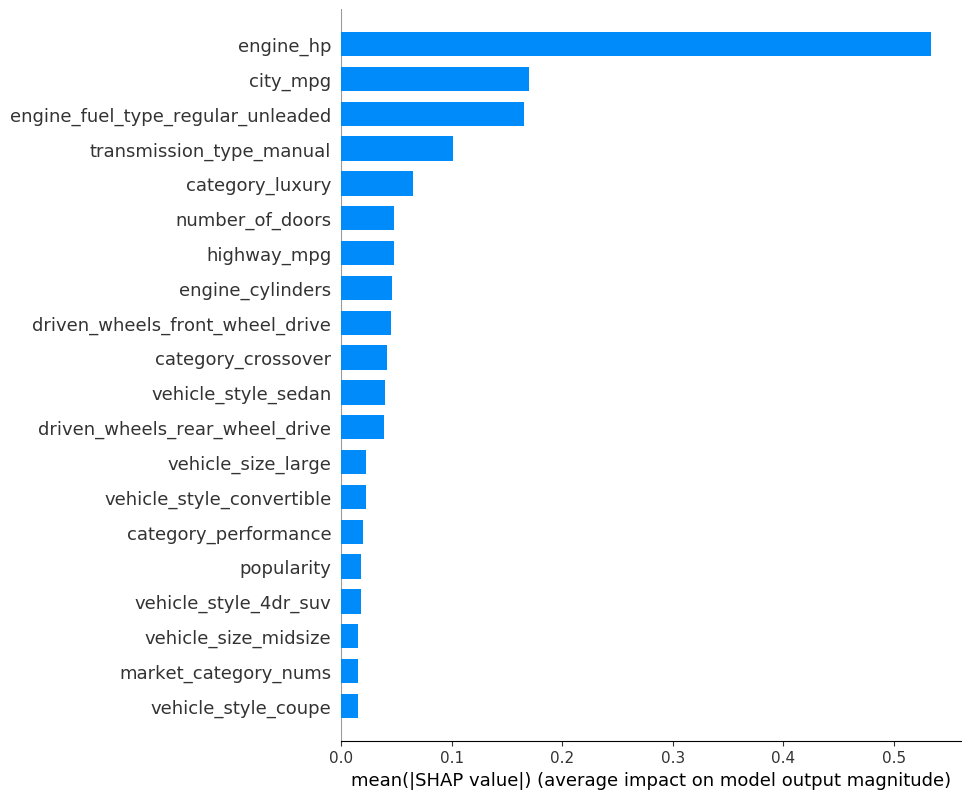 engine_hp
city_mpg
engine_fuel_type_regular_unleaded
transmission_type_manual
category_luxury
number_of_doors
highway_mpg
engine_cylinders
driven_wheels_front_wheel_drive
category_crossover
vehicle_style_sedan
driven_wheels_rear_wheel_drive
vehicle_size_large
vehicle_style_convertible
category_performance
popularity
vehicle_style_4dr_suv
vehicle_size_midsize
market_category_nums
vehicle_style_coupe
0.0 0.1 0.2 0.3 0.4 0.5
mean(|SHAP value|) (average impact on model output magnitude)